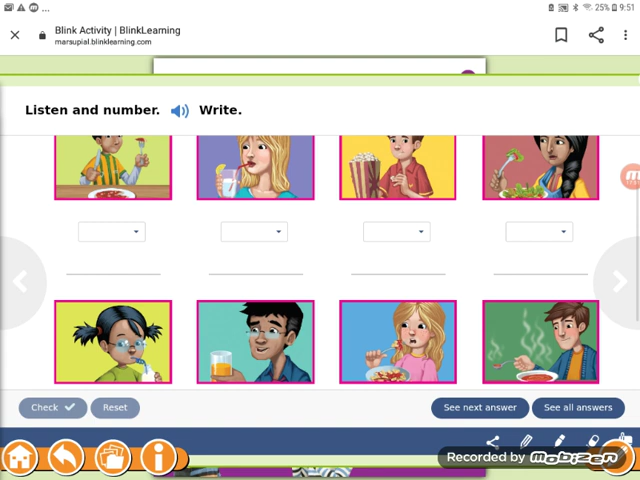 ... 25% 9:51
Blink Activity | BlinkLearning
marsupial.blinklearning.com
Listen and number. Write.
Check Reset See next answer See all answers
Recorded by mobizen